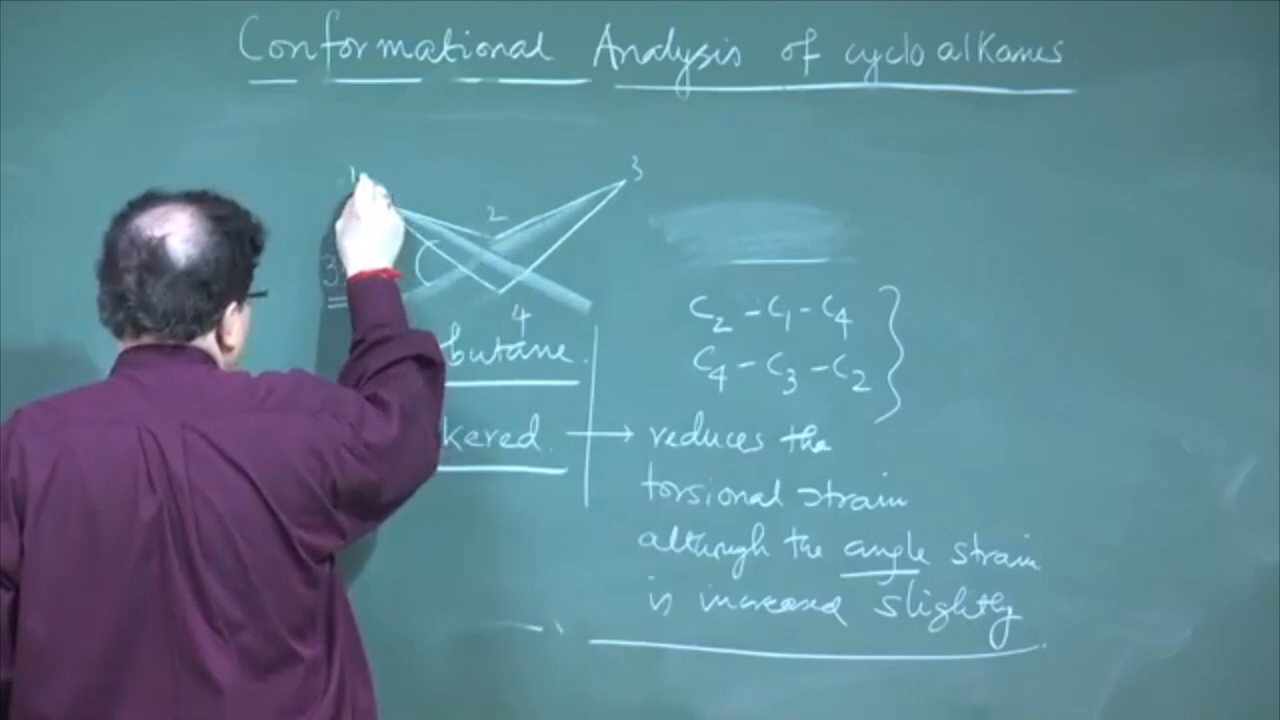 Conformational Analysis of cycloalkanes
1
3
2
3
4
C2 - C1 - C4
C4 - C3 - C2
butane.
kered. → reduces the
torsional strain
although the angle strain
is increased slightly